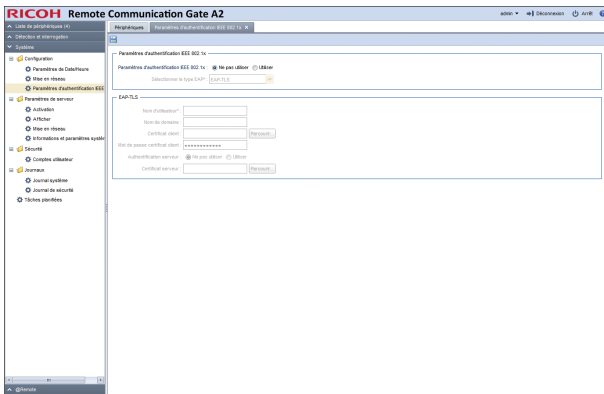 RICOH Remote Communication Gate A2
admin Déconnexion Arrêt
Liste de périphériques (4)
Détection et interrogation
Système
Configuration
Paramètres de Date/Heure
Mise en réseau
Paramètres d'authentification IEEE
Paramètres de serveur
Activation
Afficher
Mise en réseau
Informations et paramètres systèm
Sécurité
Comptes utilisateur
Journaux
Journal système
Journal de sécurité
Tâches planifiées
@Remote
Périphériques Paramètres d'authentification IEEE 802.1x
Paramètres d'authentification IEEE 802.1x
Paramètres d'authentification IEEE 802.1x : Ne pas utiliser Utiliser
Sélectionner le type EAP* : EAP-TLS
EAP-TLS
Nom d'utilisateur* :
Nom de domaine :
Certificat client : Parcourir...
Mot de passe certificat client : ************
Authentification serveur : Ne pas utiliser Utiliser
Certificat serveur : Parcourir...